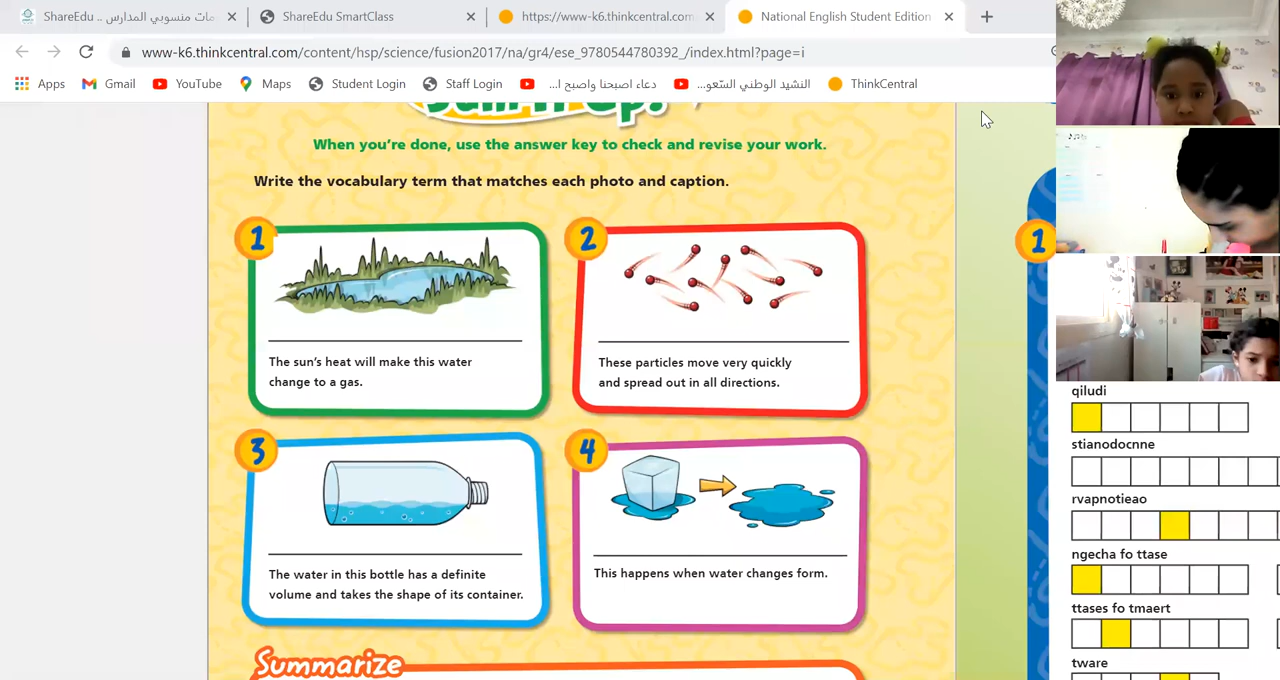 ShareEdu .. مات منسوبي المدارس
ShareEdu SmartClass
https://www-k6.thinkcentral.com
National English Student Edition
www-k6.thinkcentral.com/content/hsp/science/fusion2017/na/gr4/ese_9780544780392_/index.html?page=i
Apps
Gmail
YouTube
Maps
Student Login
Staff Login
دعاء اصبحنا واصبح ا...
النشيد الوطني السعو...
ThinkCentral
Sum It Up!
When you're done, use the answer key to check and revise your work.
Write the vocabulary term that matches each photo and caption.
1
The sun's heat will make this water
change to a gas.
2
These particles move very quickly
and spread out in all directions.
3
The water in this bottle has a definite
volume and takes the shape of its container.
4
This happens when water changes form.
Summarize
1
qiludi
stianodocnne
rvapnotieao
ngecha fo ttase
ttases fo tmaert
tware